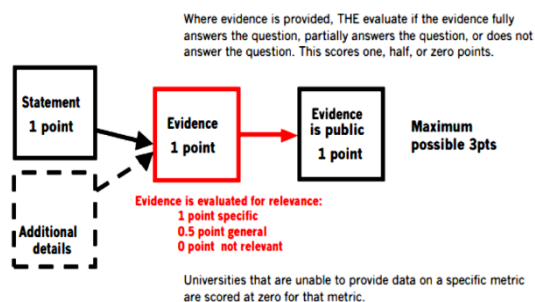 Where evidence is provided, THE evaluate if the evidence fully
answers the question, partially answers the question, or does not
answer the question. This scores one, half, or zero points.
Statement
1 point
Evidence
1 point
Evidence
is public
1 point
Maximum
possible 3pts
Additional
details
Evidence is evaluated for relevance:
1 point specific
0.5 point general
0 point not relevant
Universities that are unable to provide data on a specific metric
are scored at zero for that metric.